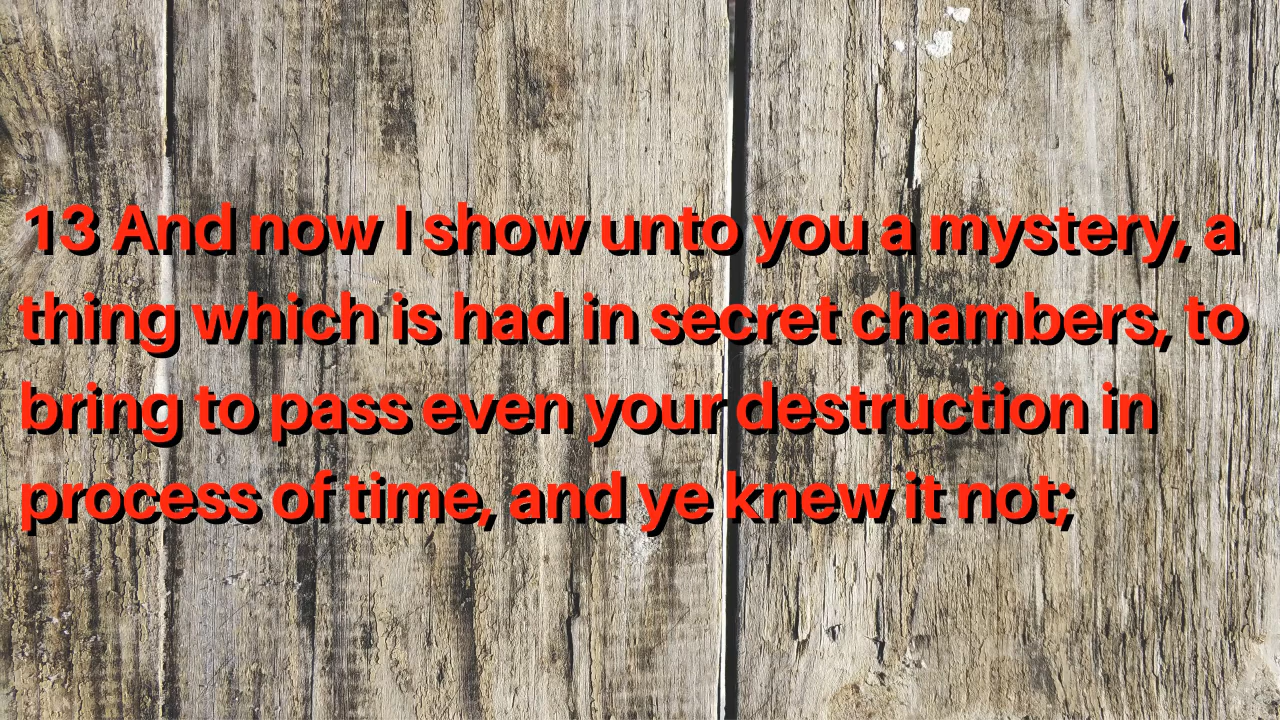 13 And now I show unto you a mystery, a
thing which is had in secret chambers, to
bring to pass even your destruction in
process of time, and ye knew it not;